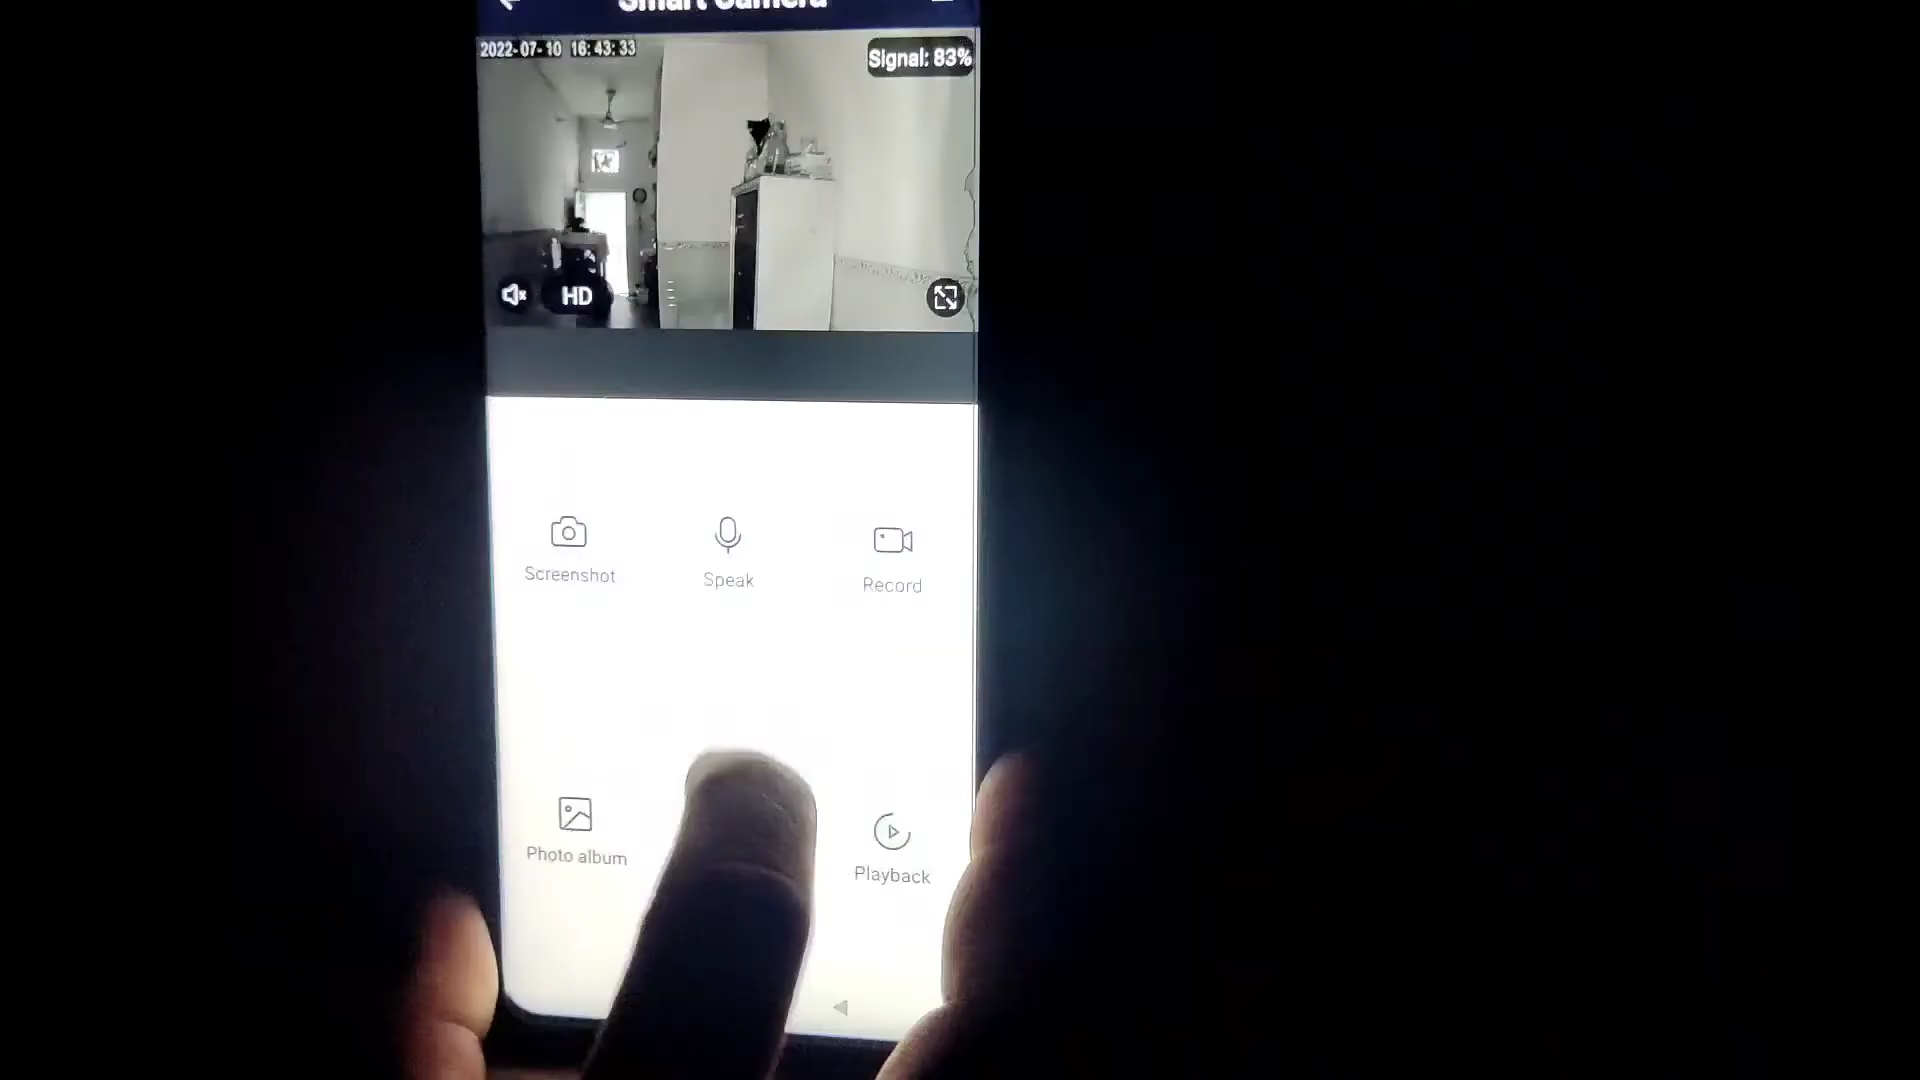 Smart Camera
2022-07-10 16:43:33
Signal: 83%
HD
Screenshot
Speak
Record
Photo album
Playback